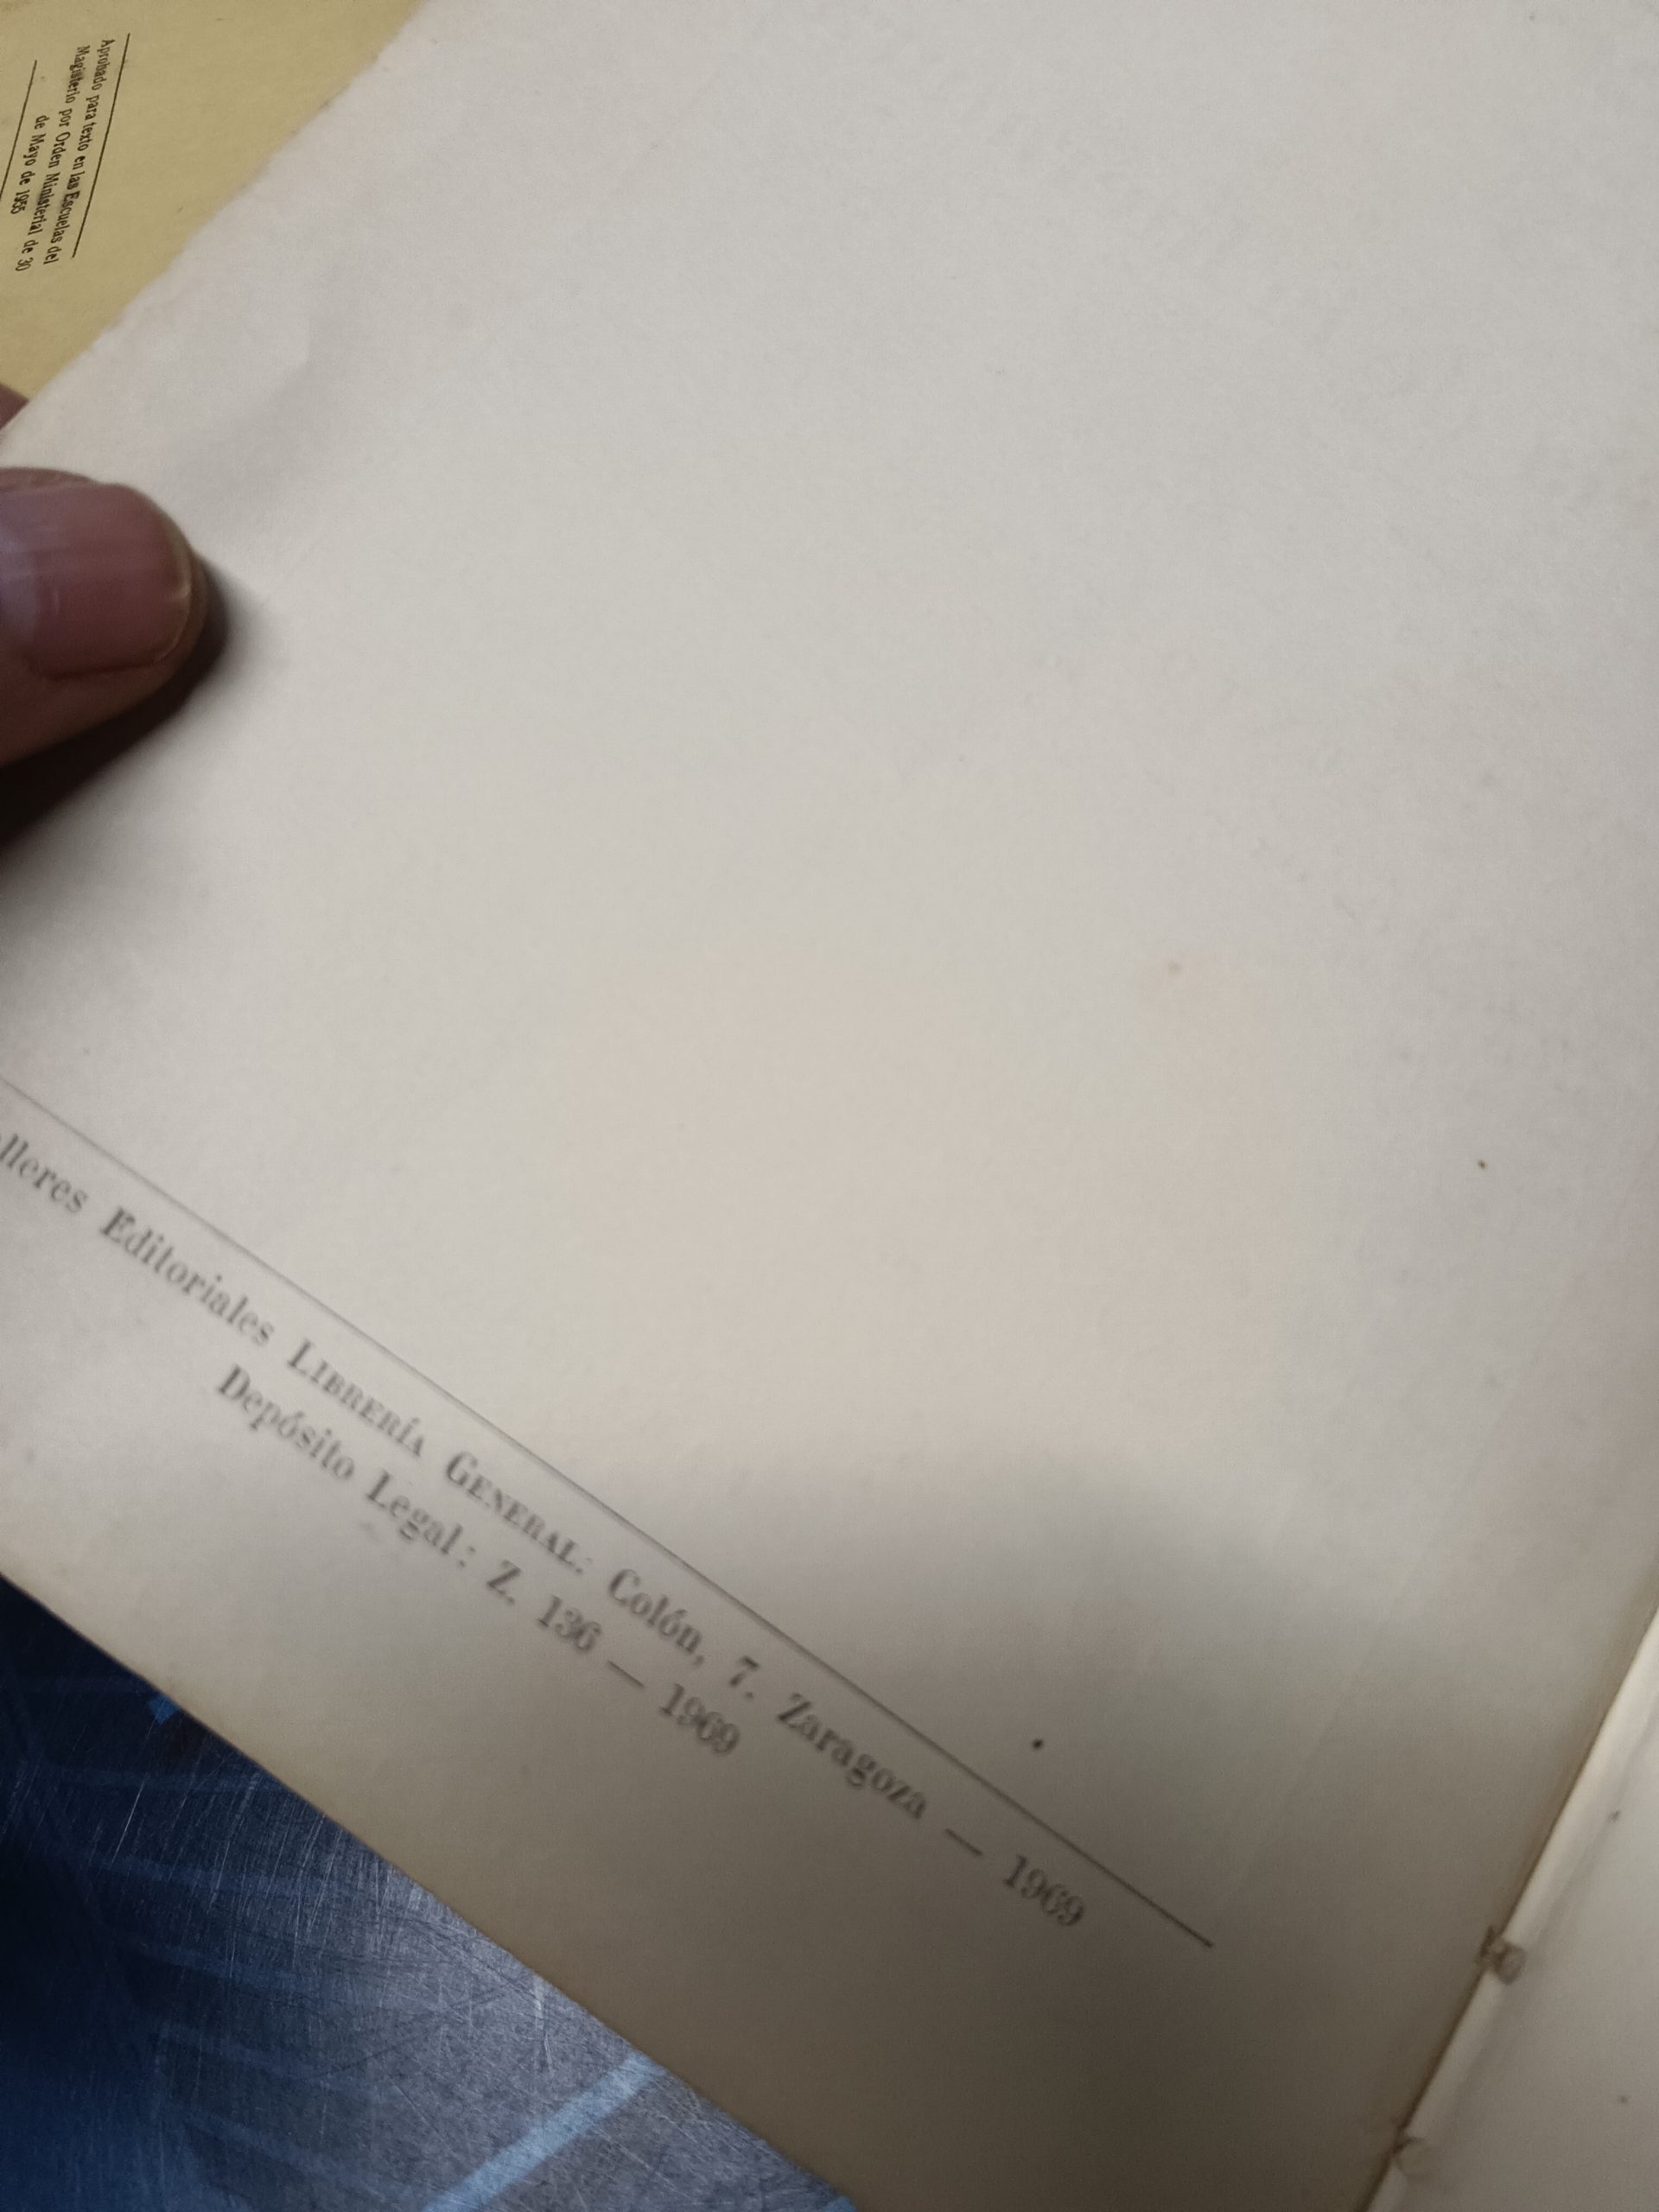 Aprobado para texto en las Escuelas del
Magisterio por Orden Ministerial de 30
de Mayo de 1955
lleres Editoriales LIBRERÍA GENERAL: Colón, 7. Zaragoza — 1969
Depósito Legal: Z. 136 — 1969